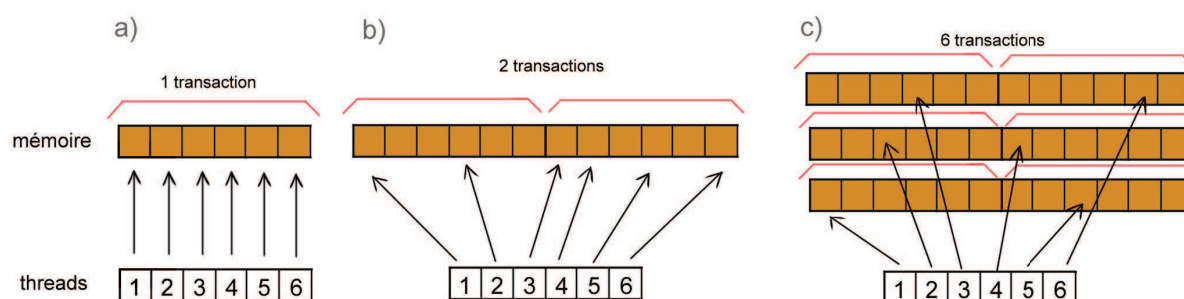 a)
1 transaction
mémoire
threads
1 2 3 4 5 6
b)
2 transactions
1 2 3 4 5 6
c)
6 transactions
1 2 3 4 5 6